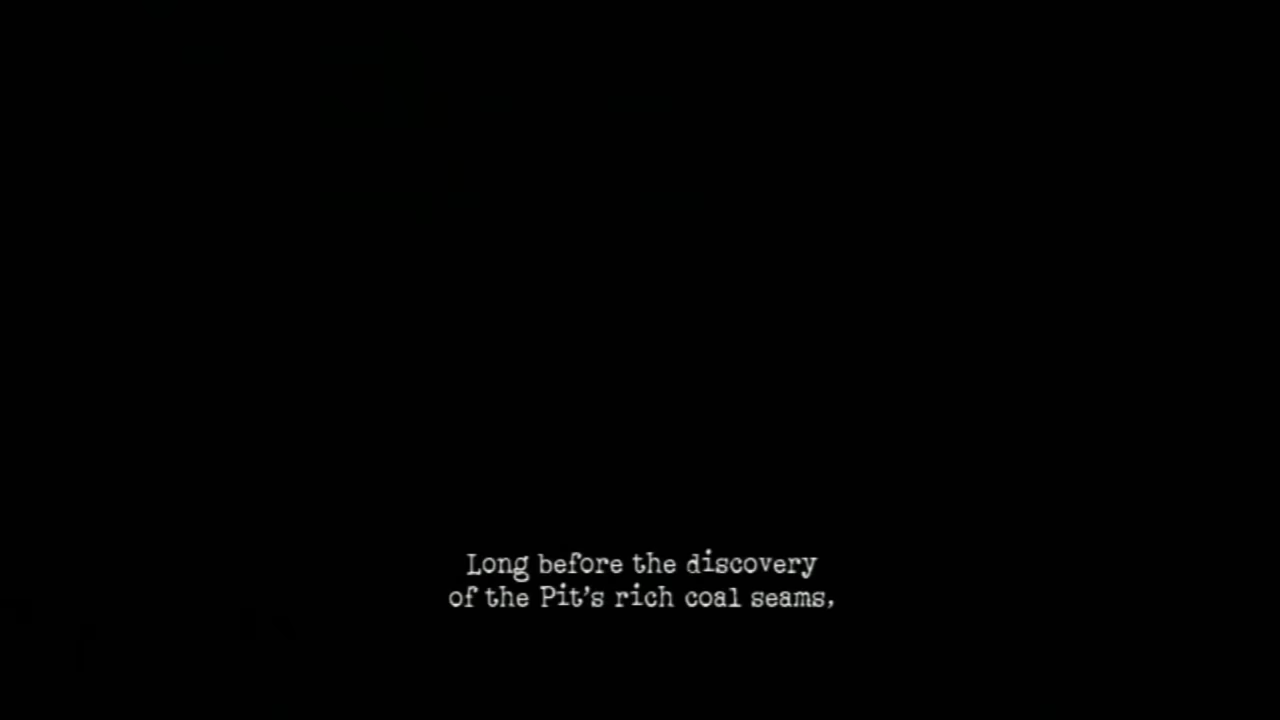 Long before the discovery
of the Pit's rich coal seams,